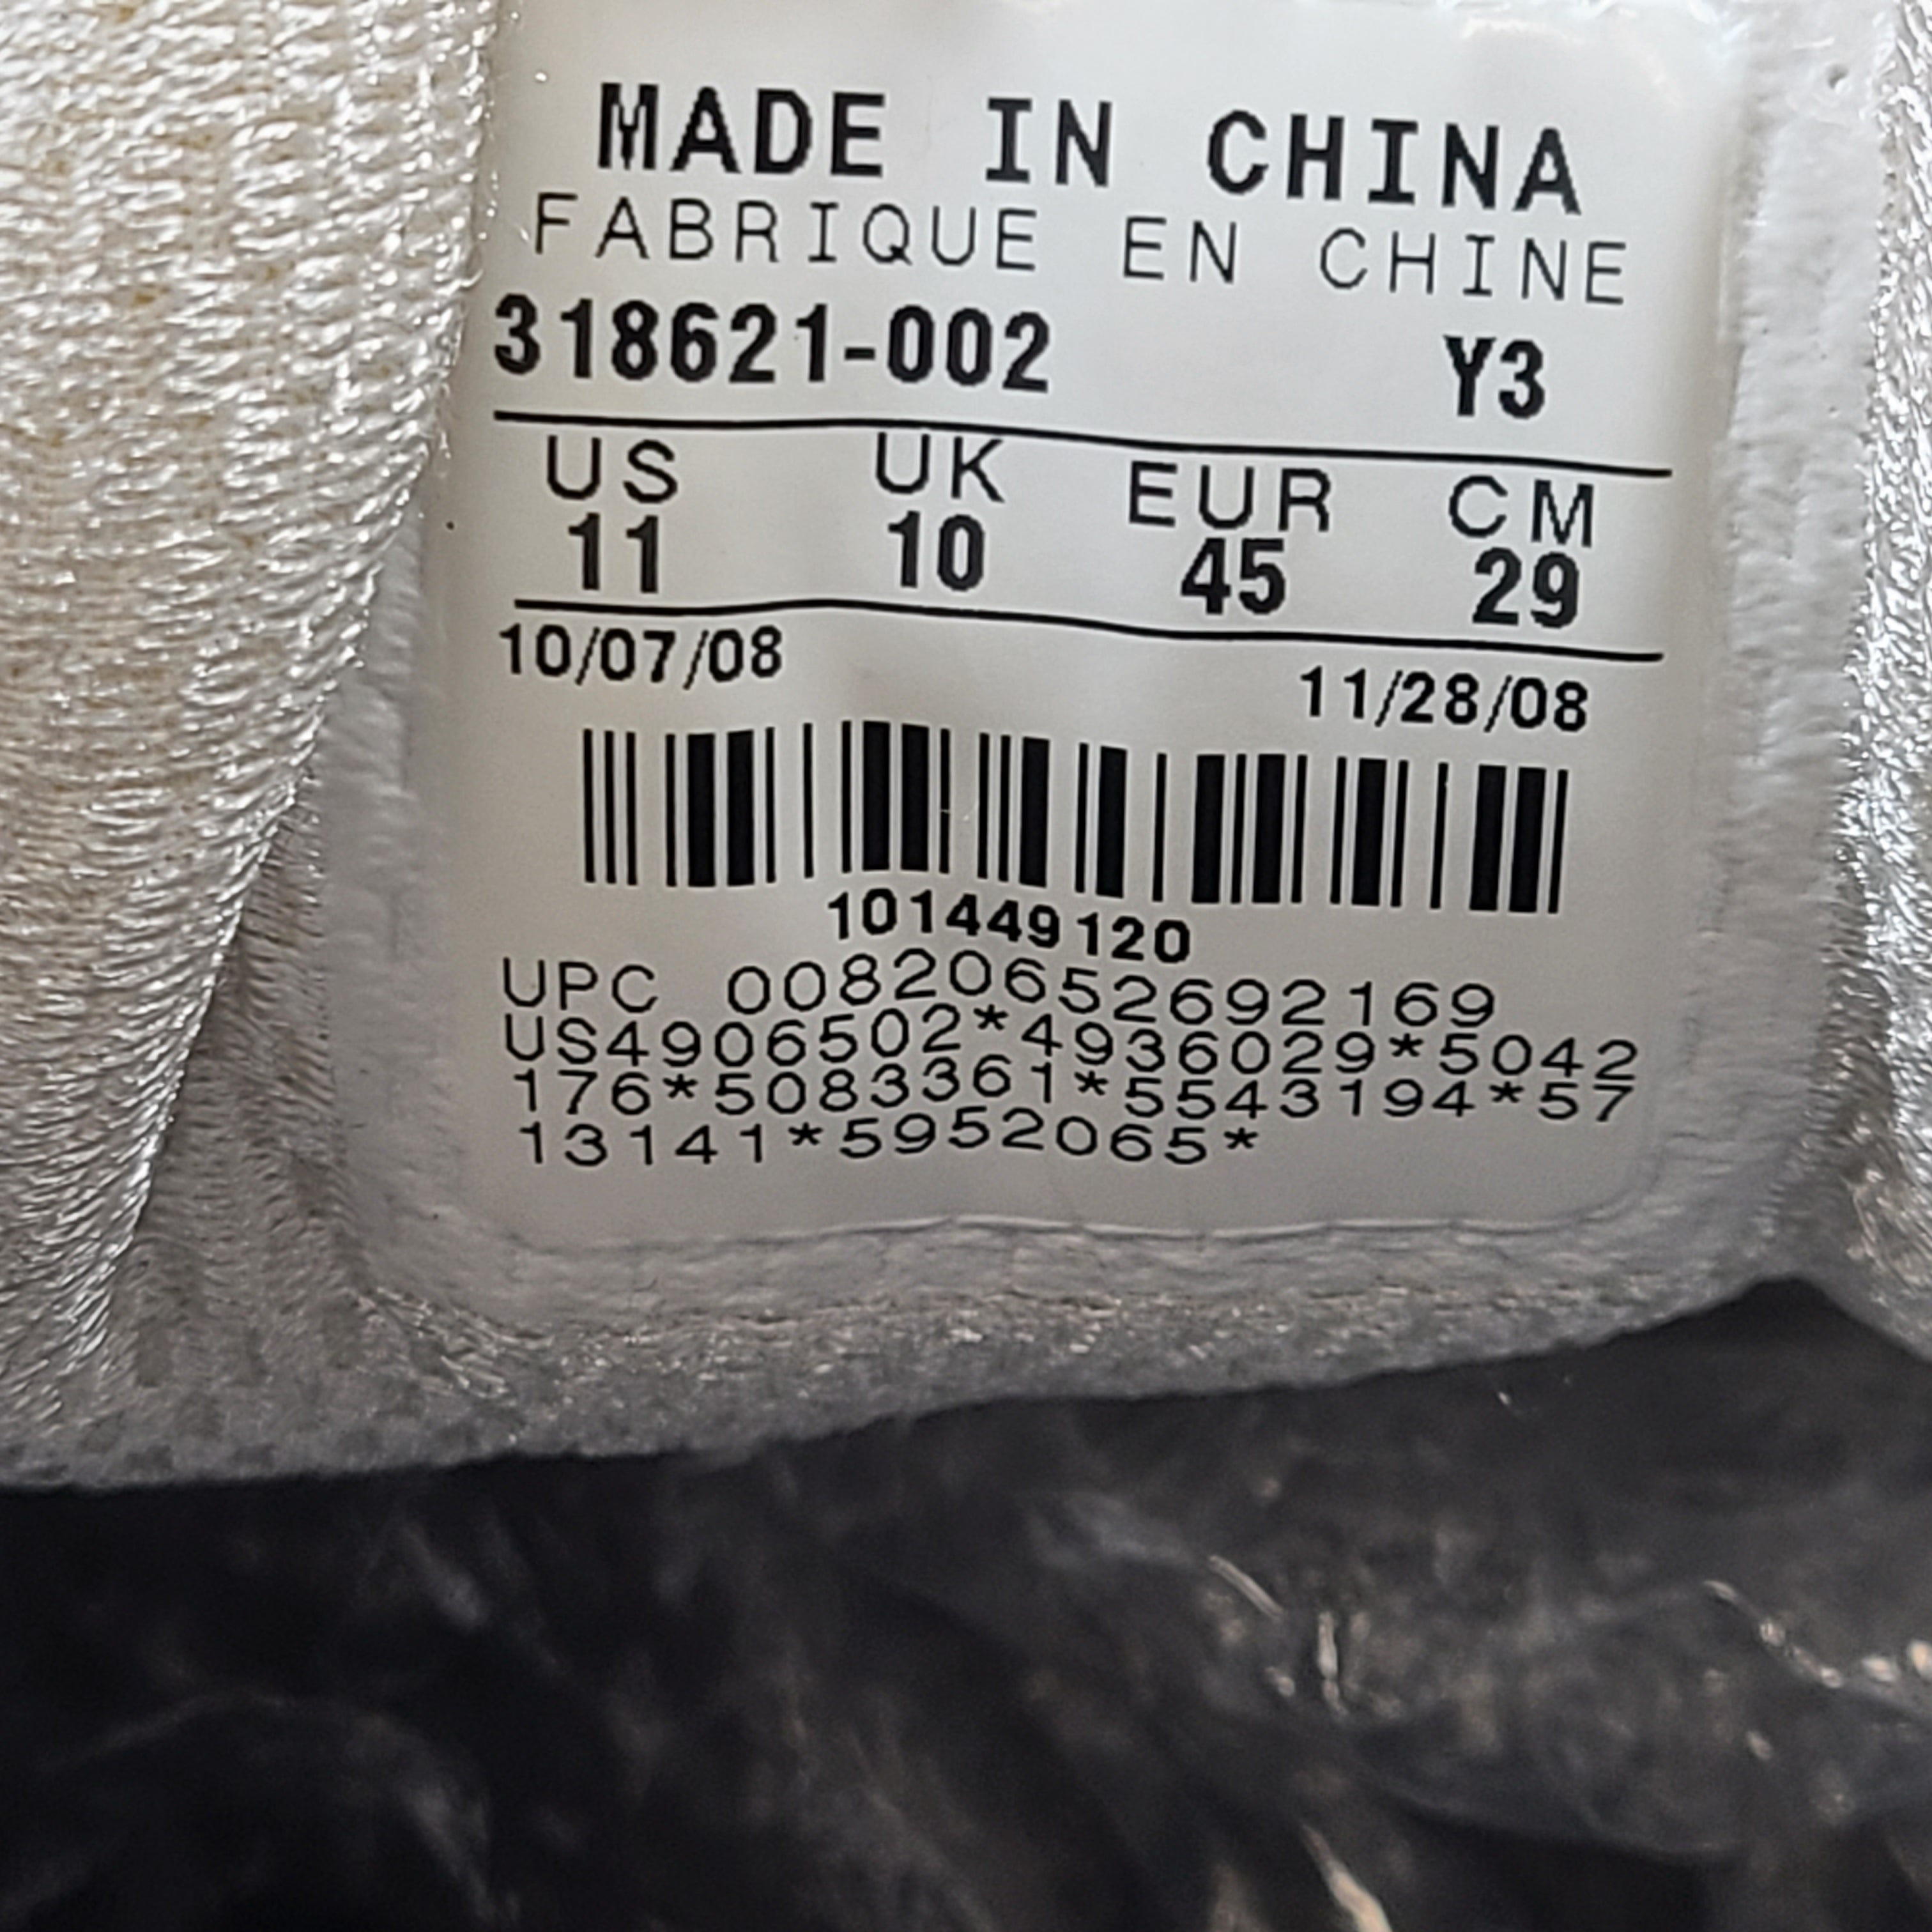 MADE IN CHINA
FABRIQUE EN CHINE
318621-002 Y3
US UK EUR CM
11 10 45 29
10/07/08 11/28/08
101449120
UPC 00820652692169
US4906502*4936029*5042
176*5083361*5543194*57
13141*5952065*